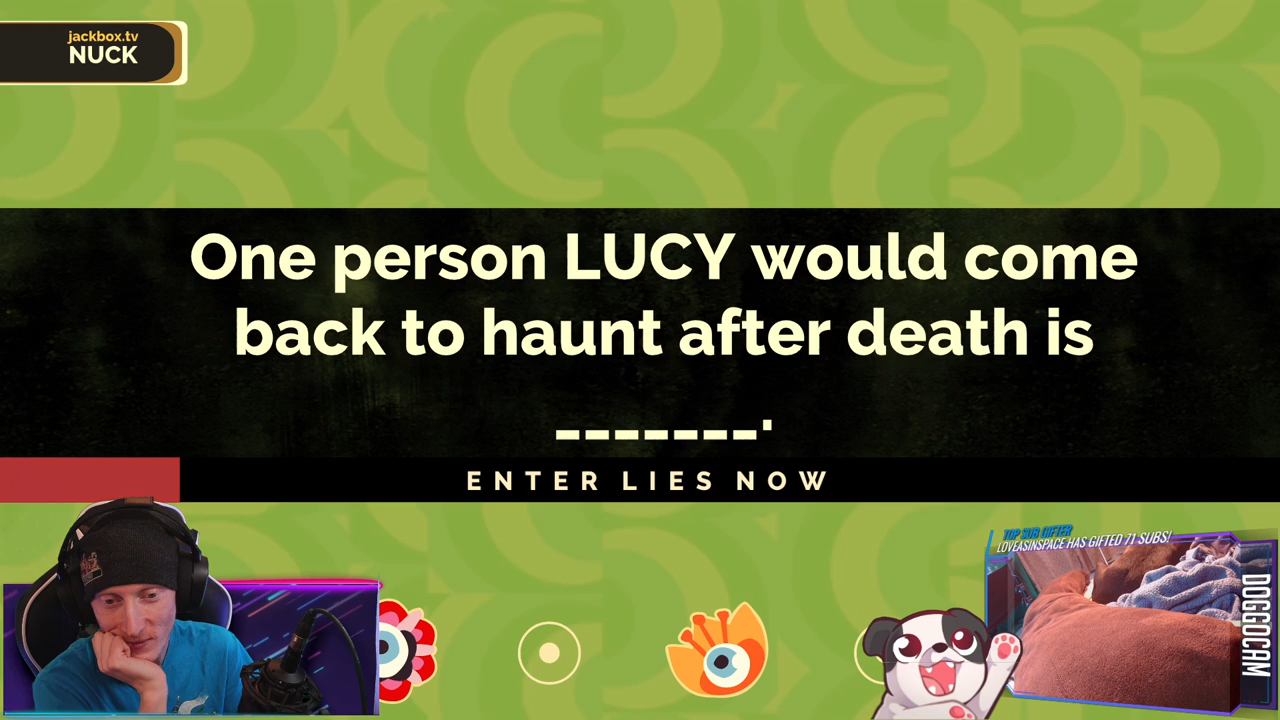 jackbox.tv
NUCK
One person LUCY would come
back to haunt after death is
_______.
ENTER LIES NOW
TOP SUB GIFTER
LOVEASINSPACE HAS GIFTED 71 SUBS!
DOGGOCAM